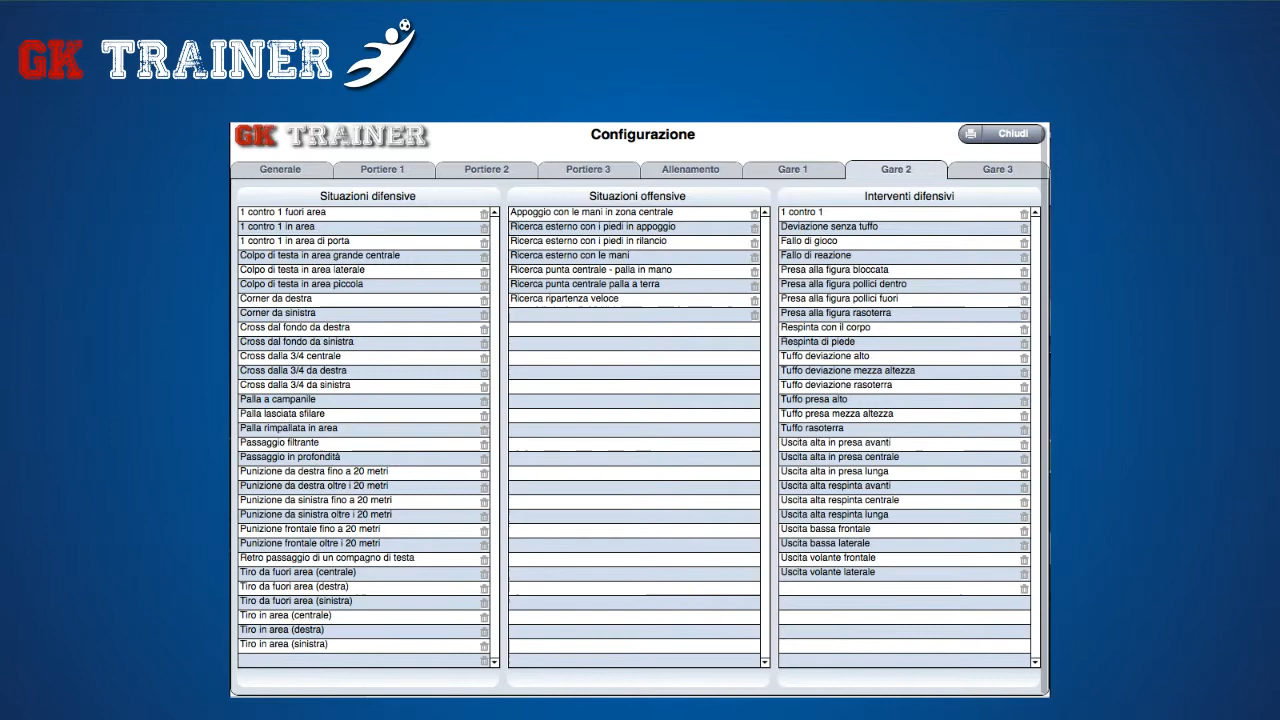 GK TRAINER
GK TRAINER
Configurazione
Chiudi
Generale
Portiere 1
Portiere 2
Portiere 3
Allenamento
Gare 1
Gare 2
Gare 3
Situazioni difensive
1 contro 1 fuori area
1 contro 1 in area
1 contro 1 in area di porta
Colpo di testa in area grande centrale
Colpo di testa in area laterale
Colpo di testa in area piccola
Corner da destra
Corner da sinistra
Cross dal fondo da destra
Cross dal fondo da sinistra
Cross dalla 3/4 centrale
Cross dalla 3/4 da destra
Cross dalla 3/4 da sinistra
Palla a campanile
Palla lasciata sfilare
Palla rimpallata in area
Passaggio filtrante
Passaggio in profondità
Punizione da destra fino a 20 metri
Punizione da destra oltre i 20 metri
Punizione da sinistra fino a 20 metri
Punizione da sinistra oltre i 20 metri
Punizione frontale fino a 20 metri
Punizione frontale oltre i 20 metri
Retro passaggio di un compagno di testa
Tiro da fuori area (centrale)
Tiro da fuori area (destra)
Tiro da fuori area (sinistra)
Tiro in area (centrale)
Tiro in area (destra)
Tiro in area (sinistra)
Situazioni offensive
Appoggio con le mani in zona centrale
Ricerca esterno con i piedi in appoggio
Ricerca esterno con i piedi in rilancio
Ricerca esterno con le mani
Ricerca punta centrale - palla in mano
Ricerca punta centrale palla a terra
Ricerca ripartenza veloce
Interventi difensivi
1 contro 1
Deviazione senza tuffo
Fallo di gioco
Fallo di reazione
Presa alla figura bloccata
Presa alla figura pollici dentro
Presa alla figura pollici fuori
Presa alla figura rasoterra
Respinta con il corpo
Respinta di piede
Tuffo deviazione alto
Tuffo deviazione mezza altezza
Tuffo deviazione rasoterra
Tuffo presa alto
Tuffo presa mezza altezza
Tuffo rasoterra
Uscita alta in presa avanti
Uscita alta in presa centrale
Uscita alta in presa lunga
Uscita alta respinta avanti
Uscita alta respinta centrale
Uscita alta respinta lunga
Uscita bassa frontale
Uscita bassa laterale
Uscita volante frontale
Uscita volante laterale